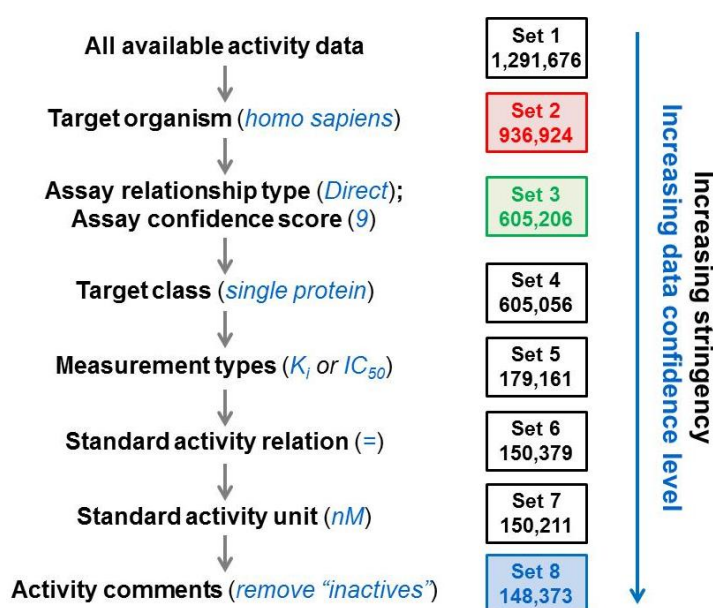 All available activity data
Set 1
1,291,676
Target organism (homo sapiens)
Set 2
936,924
Assay relationship type (Direct);
Assay confidence score (9)
Set 3
605,206
Target class (single protein)
Set 4
605,056
Measurement types (Ki or IC50)
Set 5
179,161
Standard activity relation (=)
Set 6
150,379
Standard activity unit (nM)
Set 7
150,211
Activity comments (remove “inactives”)
Set 8
148,373
Increasing stringency
Increasing data confidence level